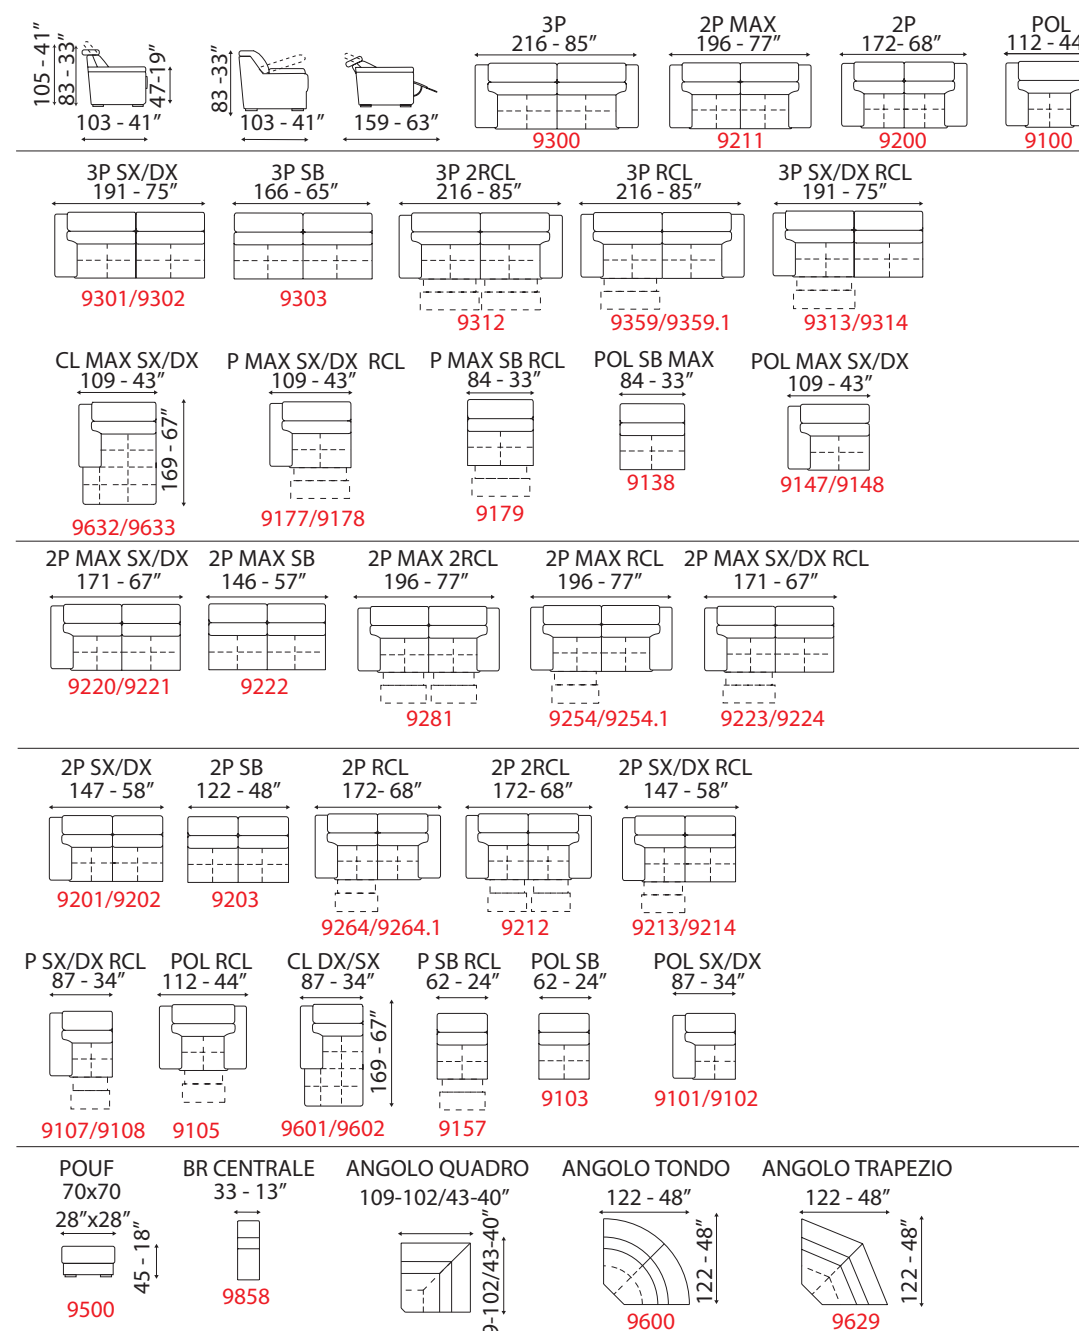 105 - 41"
83 - 33"
47-19"
103 - 41"
83 -33"
103 - 41"
159 - 63"
3P
216 - 85"
9300
2P MAX
196 - 77"
9211
2P
172- 68"
9200
POL
112 - 44
9100
3P SX/DX
191 - 75"
9301/9302
3P SB
166 - 65"
9303
3P 2RCL
216 - 85"
9312
3P RCL
216 - 85"
9359/9359.1
3P SX/DX RCL
191 - 75"
9313/9314
CL MAX SX/DX
109 - 43"
169 - 67"
9632/9633
P MAX SX/DX RCL
109 - 43"
9177/9178
P MAX SB RCL
84 - 33"
9179
POL SB MAX
84 - 33"
9138
POL MAX SX/DX
109 - 43"
9147/9148
2P MAX SX/DX
171 - 67"
9220/9221
2P MAX SB
146 - 57"
9222
2P MAX 2RCL
196 - 77"
9281
2P MAX RCL
196 - 77"
9254/9254.1
2P MAX SX/DX RCL
171 - 67"
9223/9224
2P SX/DX
147 - 58"
9201/9202
2P SB
122 - 48"
9203
2P RCL
172- 68"
9264/9264.1
2P 2RCL
172- 68"
9212
2P SX/DX RCL
147 - 58"
9213/9214
P SX/DX RCL
87 - 34"
9107/9108
POL RCL
112 - 44"
9105
CL DX/SX
87 - 34"
169 - 67"
9601/9602
P SB RCL
62 - 24"
9157
POL SB
62 - 24"
9103
POL SX/DX
87 - 34"
9101/9102
POUF
70x70
28"x28"
45 - 18"
9500
BR CENTRALE
33 - 13"
9858
ANGOLO QUADRO
109-102/43-40"
9-102/43-40"
ANGOLO TONDO
122 - 48"
122 - 48"
9600
ANGOLO TRAPEZIO
122 - 48"
122 - 48"
9629